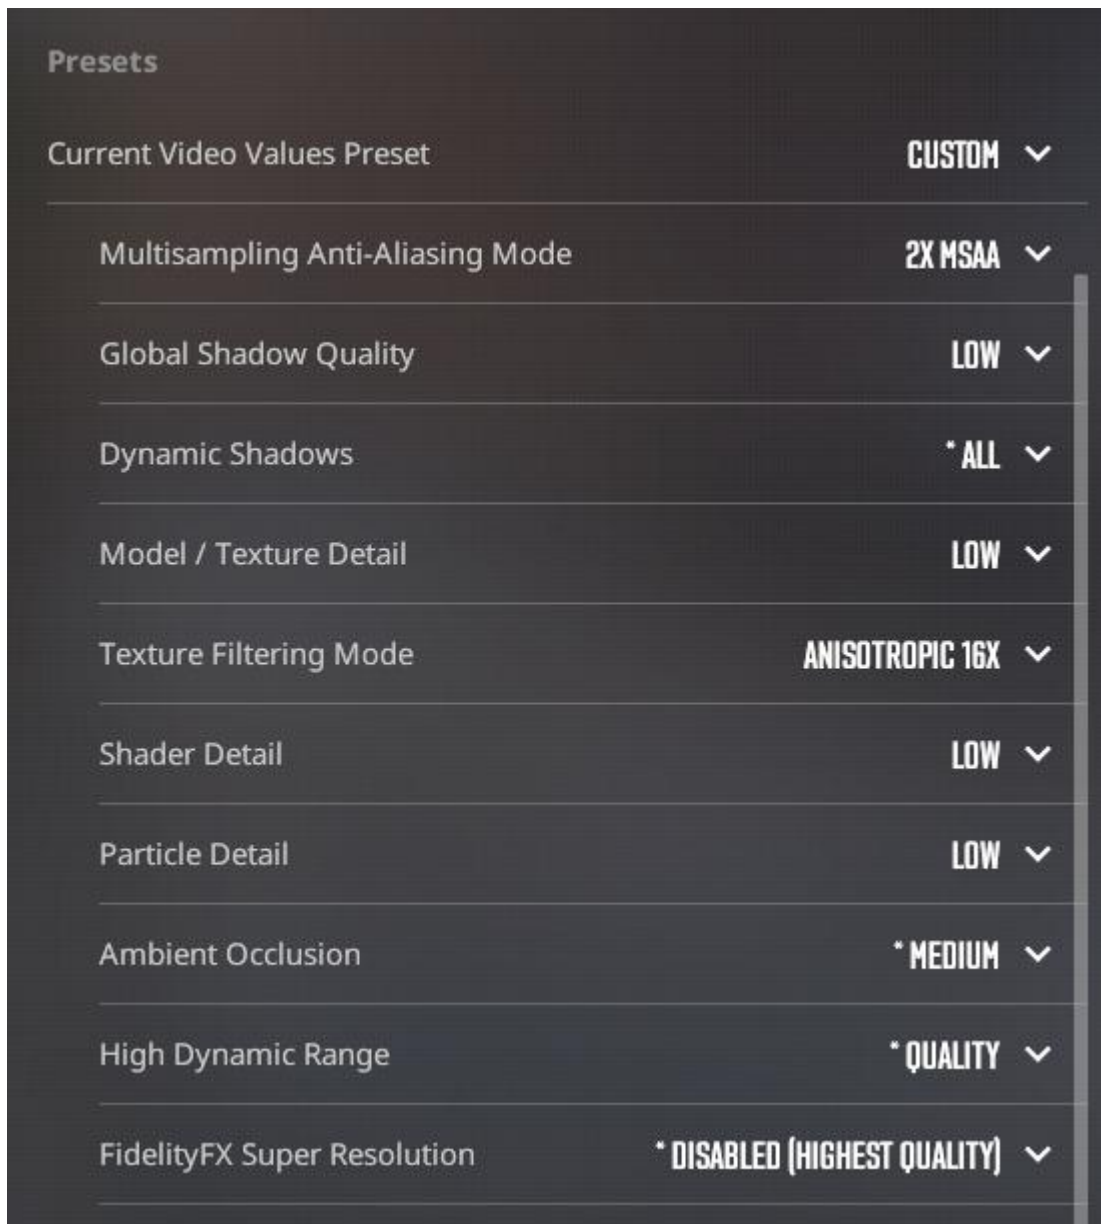 Presets
Current Video Values Preset CUSTOM
Multisampling Anti-Aliasing Mode 2X MSAA
Global Shadow Quality LOW
Dynamic Shadows * ALL
Model / Texture Detail LOW
Texture Filtering Mode ANISOTROPIC 16X
Shader Detail LOW
Particle Detail LOW
Ambient Occlusion * MEDIUM
High Dynamic Range * QUALITY
FidelityFX Super Resolution * DISABLED (HIGHEST QUALITY)